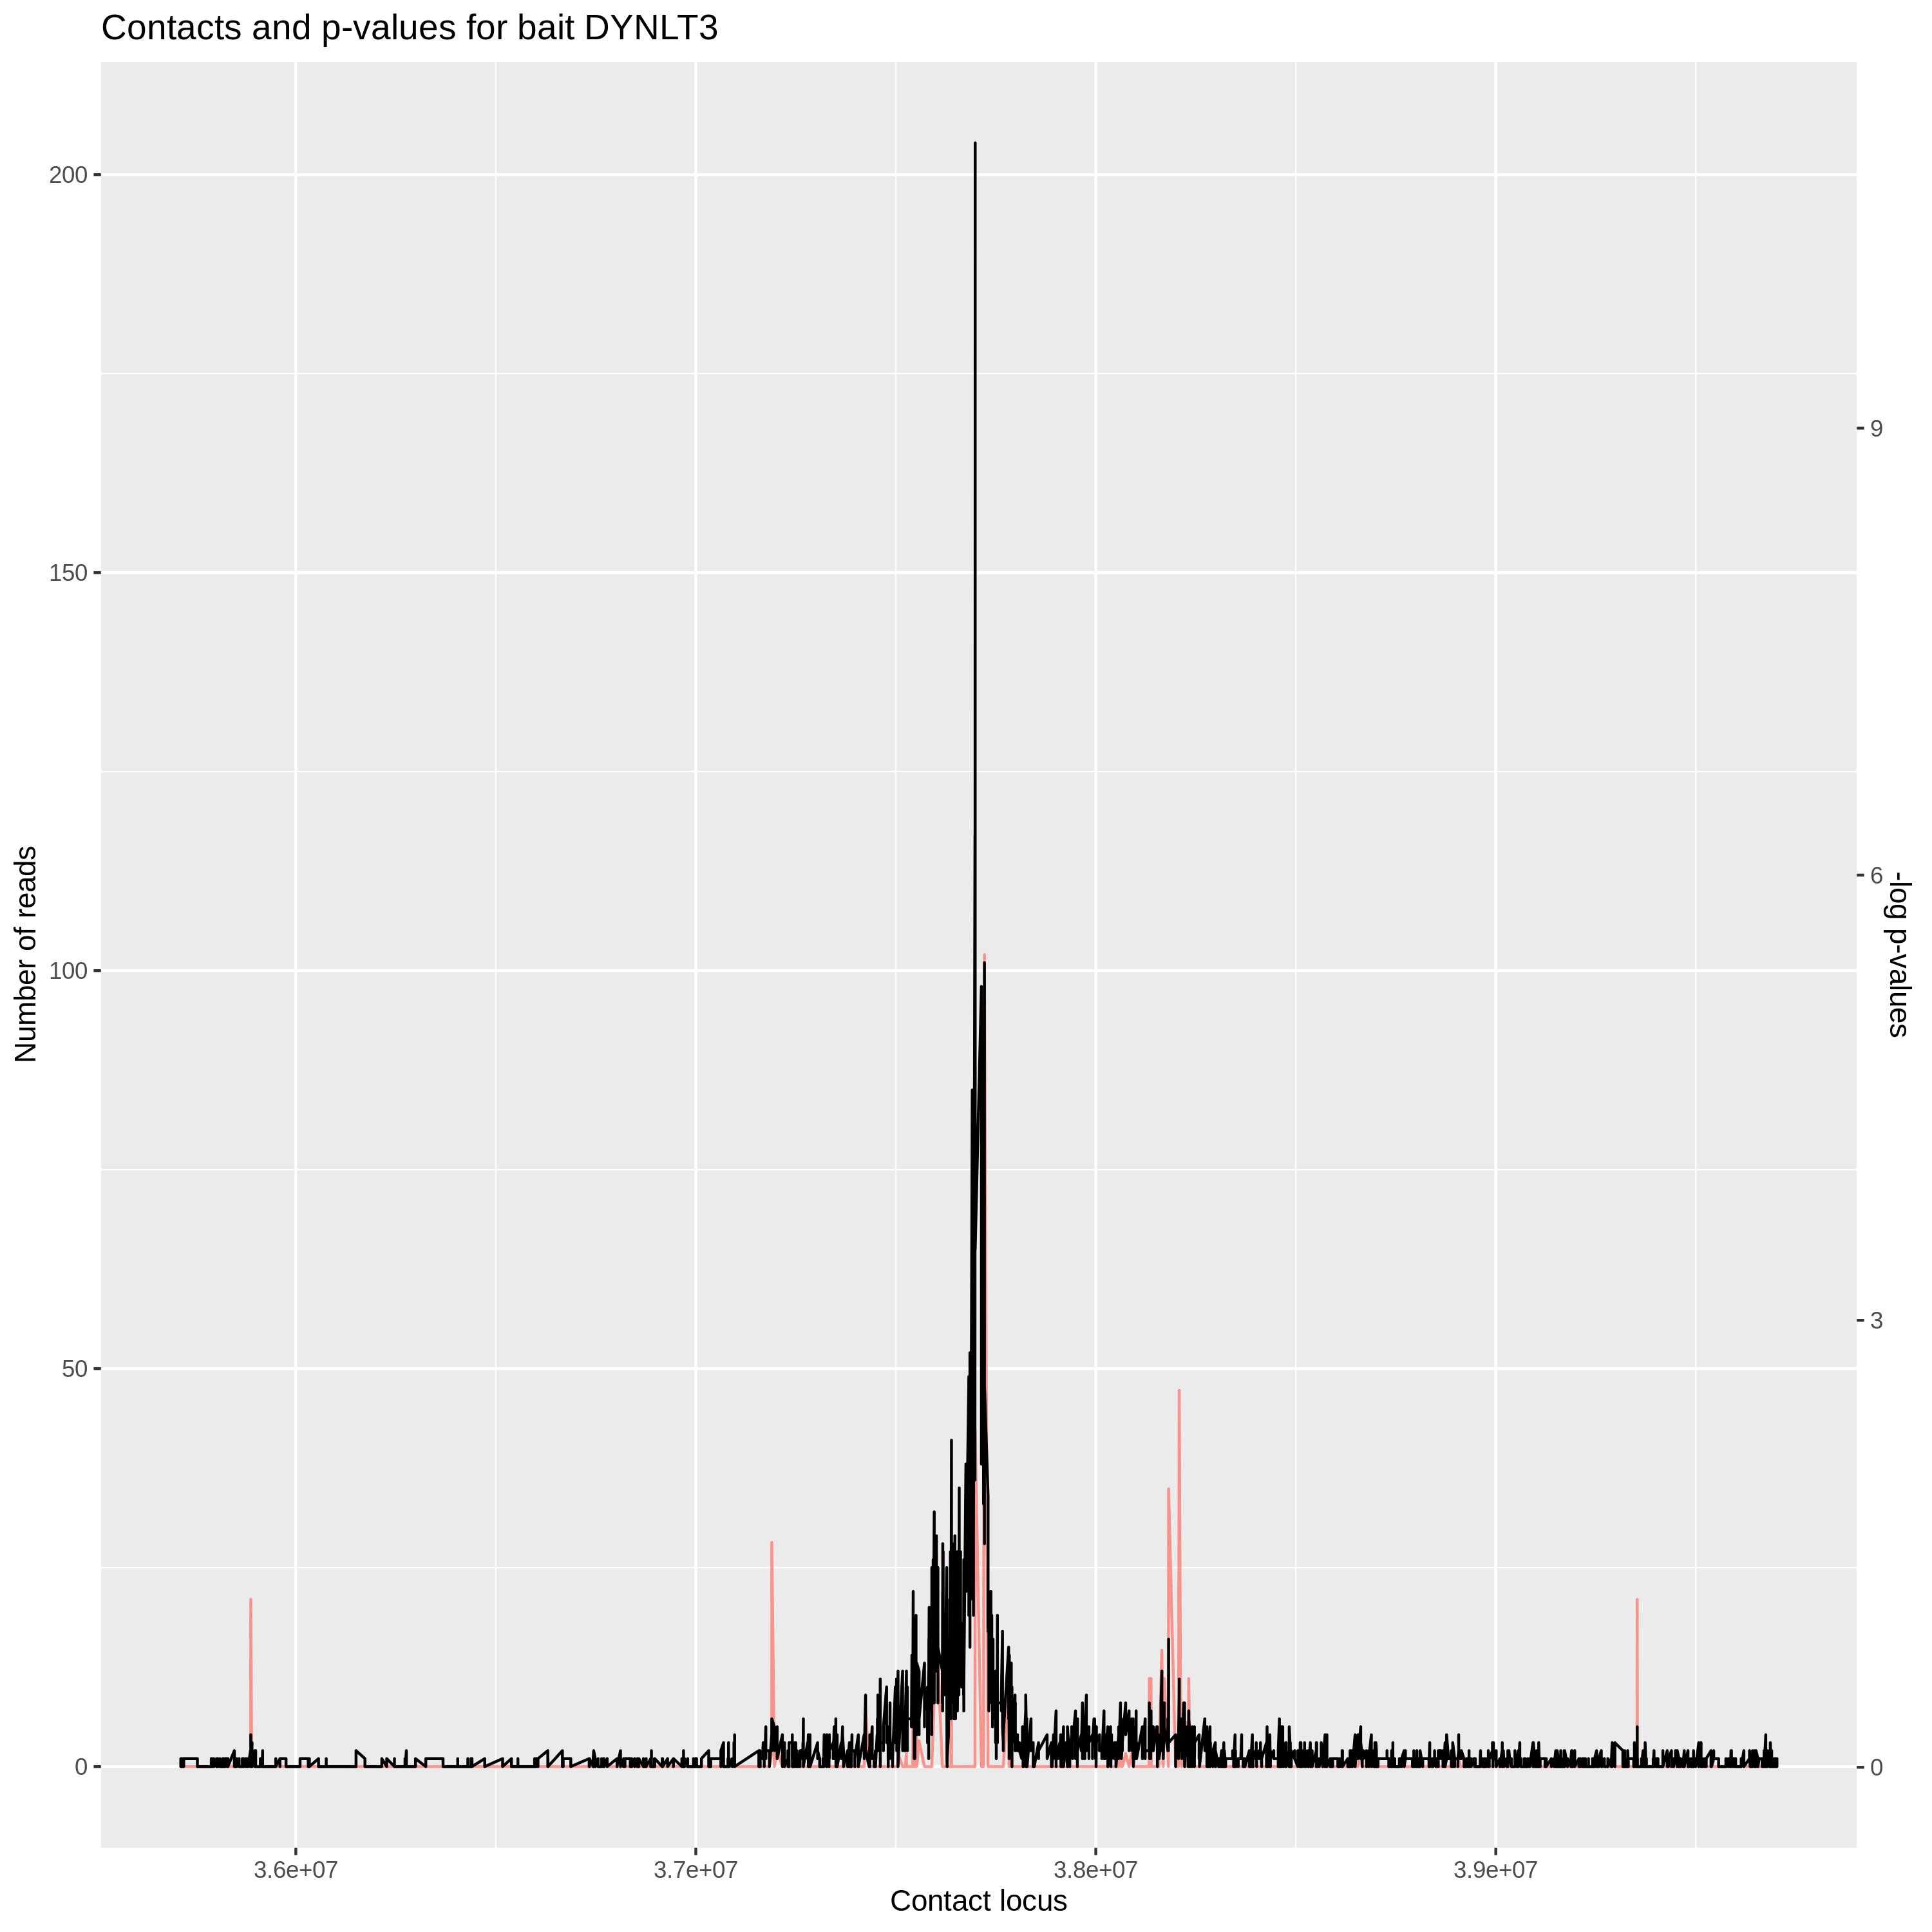 Contacts and p-values for bait DYNLT3
200
150
100
50
0
Number of reads
9
6
3
0
-log p-values
3.6e+07
3.7e+07
3.8e+07
3.9e+07
Contact locus